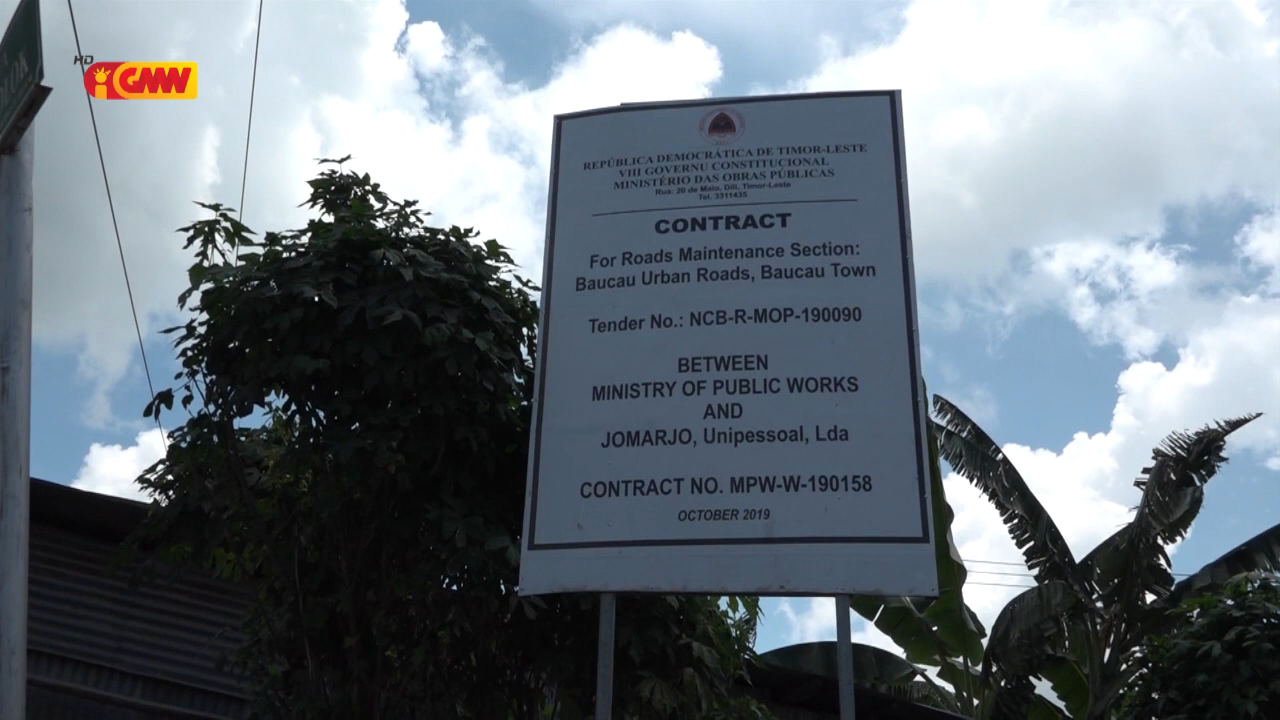 HD
GMN
REPÚBLICA DEMOCRÁTICA DE TIMOR-LESTE
VIII GOVERNU CONSTITUCIONAL
MINISTÉRIO DAS OBRAS PÚBLICAS
Rua: 20 de Maio, Dili, Timor-Leste
Tel. 3311435
CONTRACT
For Roads Maintenance Section:
Baucau Urban Roads, Baucau Town
Tender No.: NCB-R-MOP-190090
BETWEEN
MINISTRY OF PUBLIC WORKS
AND
JOMARJO, Unipessoal, Lda
CONTRACT NO. MPW-W-190158
OCTOBER 2019